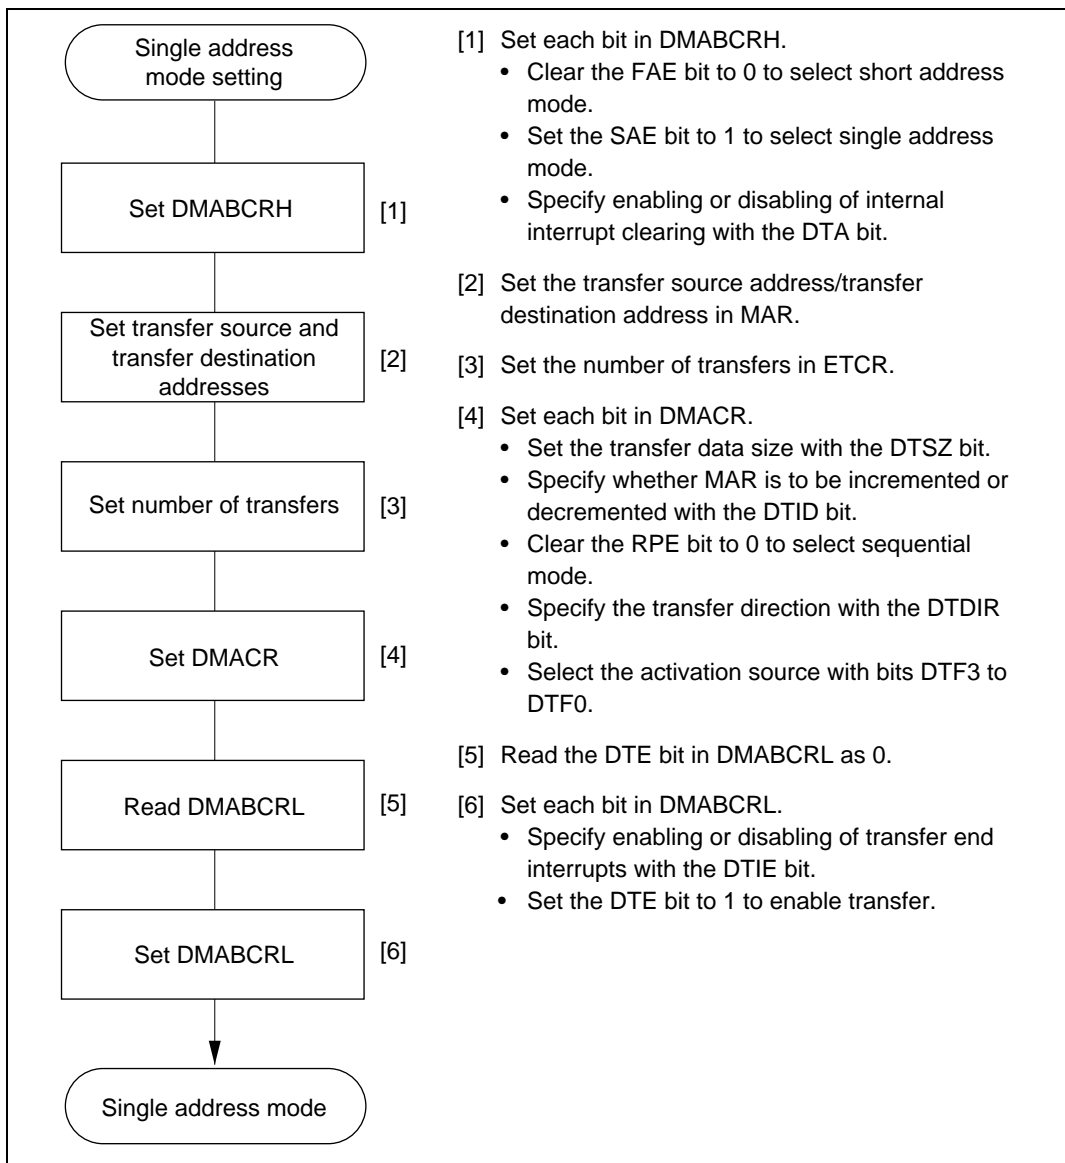 Single address
mode setting
Set DMABCRH
[1]
Set transfer source and
transfer destination
addresses
[2]
Set number of transfers
[3]
Set DMACR
[4]
Read DMABCRL
[5]
Set DMABCRL
[6]
Single address mode
[1] Set each bit in DMABCRH.
• Clear the FAE bit to 0 to select short address
mode.
• Set the SAE bit to 1 to select single address
mode.
• Specify enabling or disabling of internal
interrupt clearing with the DTA bit.
[2] Set the transfer source address/transfer
destination address in MAR.
[3] Set the number of transfers in ETCR.
[4] Set each bit in DMACR.
• Set the transfer data size with the DTSZ bit.
• Specify whether MAR is to be incremented or
decremented with the DTID bit.
• Clear the RPE bit to 0 to select sequential
mode.
• Specify the transfer direction with the DTDIR
bit.
• Select the activation source with bits DTF3 to
DTF0.
[5] Read the DTE bit in DMABCRL as 0.
[6] Set each bit in DMABCRL.
• Specify enabling or disabling of transfer end
interrupts with the DTIE bit.
• Set the DTE bit to 1 to enable transfer.